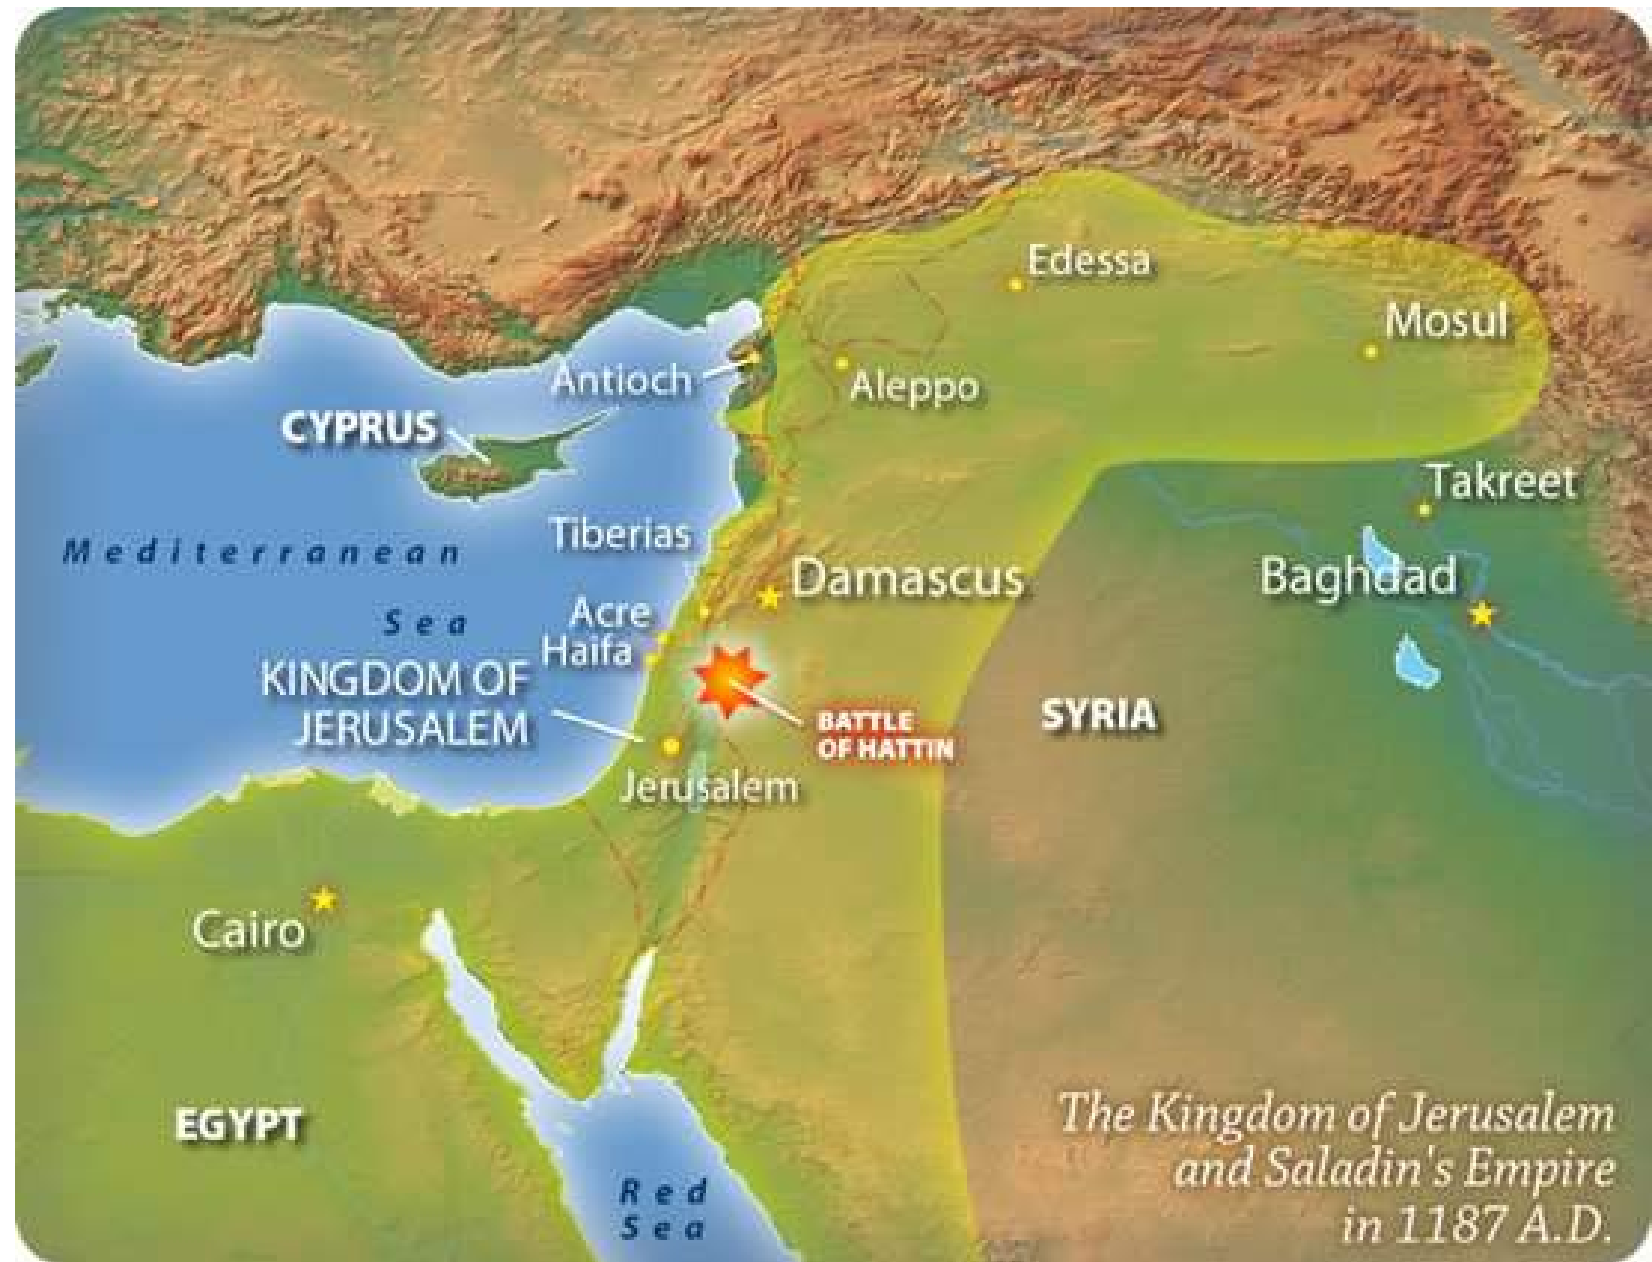 Edessa
Mosul
Antioch
Aleppo
CYPRUS
Takreet
Tiberias
Mediterranean
Sea
Damascus
Baghdad
Acre
Haifa
KINGDOM OF
JERUSALEM
BATTLE
OF HATTIN
SYRIA
Jerusalem
Cairo
EGYPT
Red
Sea
The Kingdom of Jerusalem
and Saladin's Empire
in 1187 A.D.